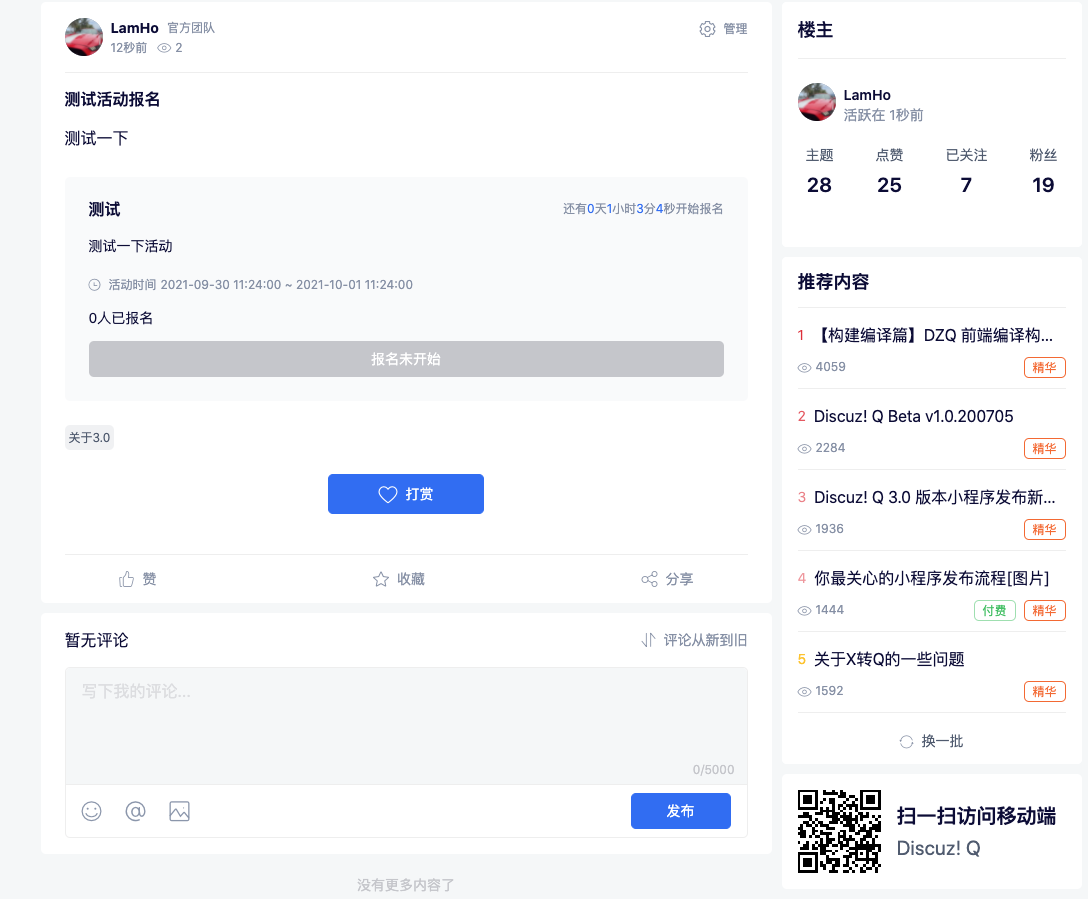 LamHo 官方团队
12秒前 2
管理
测试活动报名
测试一下
测试
还有0天1小时3分4秒开始报名
测试一下活动
活动时间 2021-09-30 11:24:00 ~ 2021-10-01 11:24:00
0人已报名
报名未开始
关于3.0
打赏
赞
收藏
分享
暂无评论
评论从新到旧
写下我的评论...
0/5000
发布
没有更多内容了
楼主
LamHo
活跃在 1秒前
主题 点赞 已关注 粉丝
28 25 7 19
推荐内容
1 【构建编译篇】DZQ 前端编译构...
4059 精华
2 Discuz! Q Beta v1.0.200705
2284 精华
3 Discuz! Q 3.0 版本小程序发布新...
1936 精华
4 你最关心的小程序发布流程[图片]
1444 付费 精华
5 关于X转Q的一些问题
1592 精华
换一批
扫一扫访问移动端
Discuz! Q